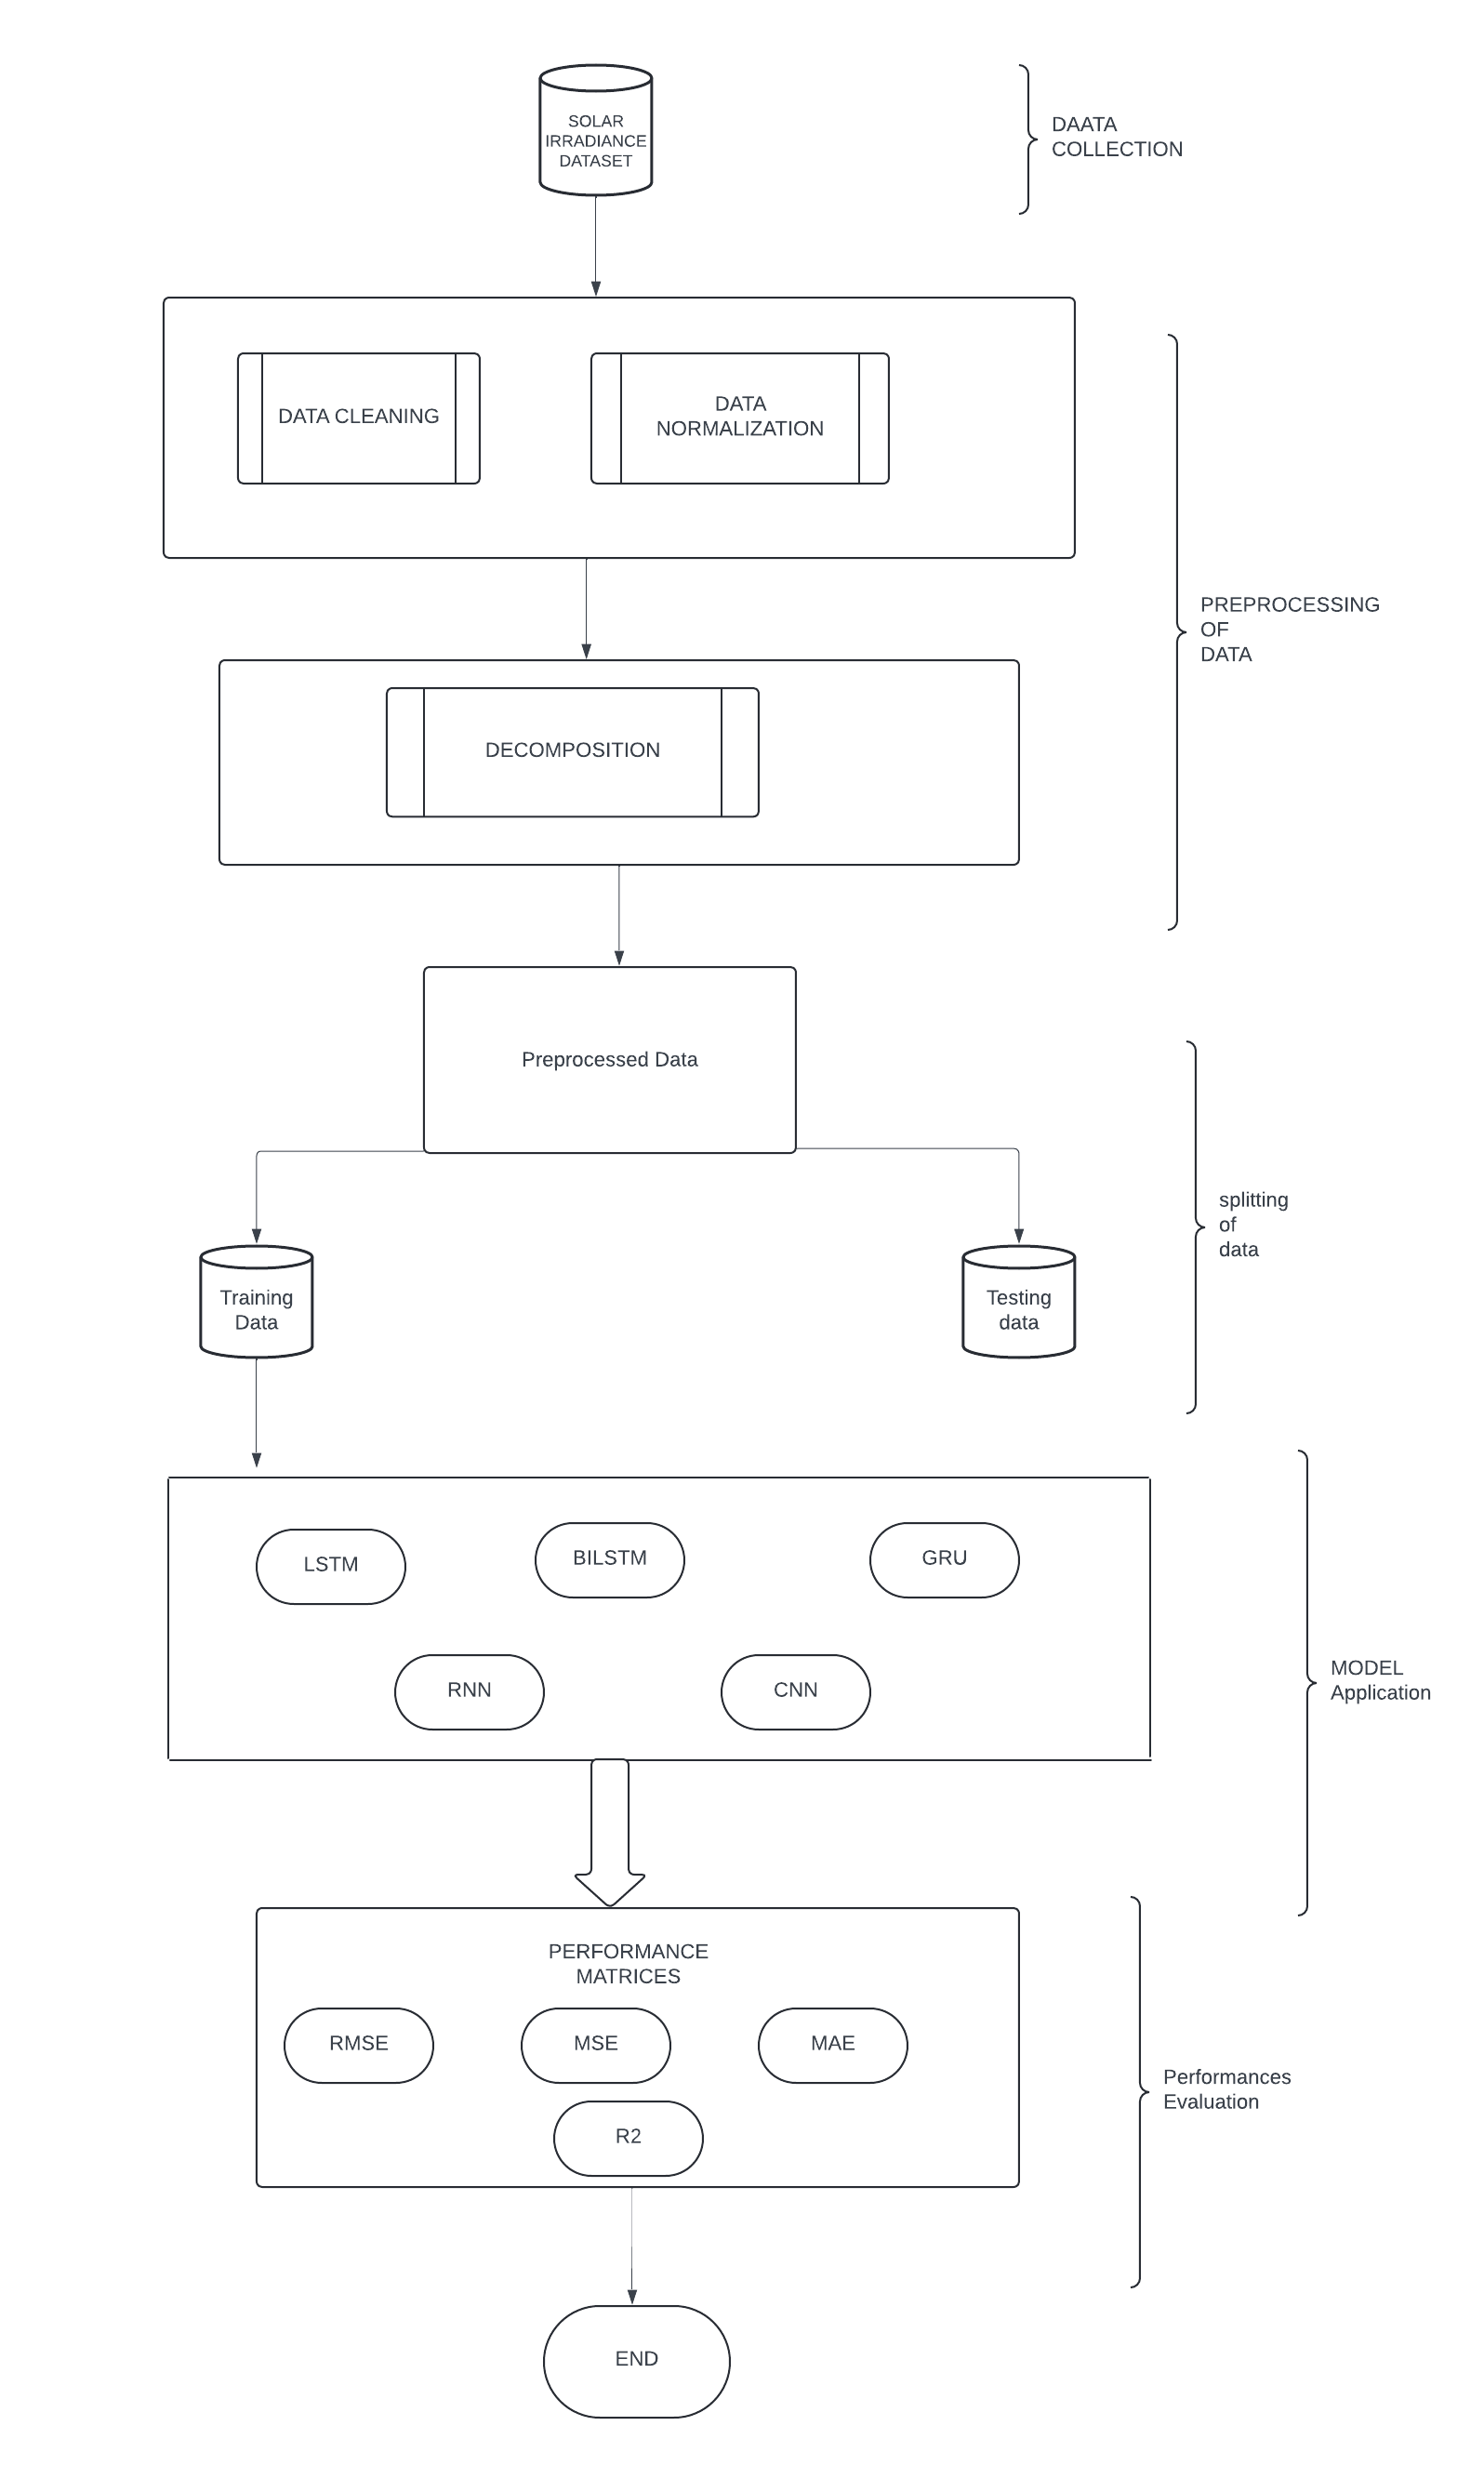 SOLAR
IRRADIANCE
DATASET
DAATA
COLLECTION
DATA CLEANING
DATA
NORMALIZATION
PREPROCESSING
OF
DATA
DECOMPOSITION
Preprocessed Data
splitting
of
data
Training
Data
Testing
data
LSTM
BILSTM
GRU
RNN
CNN
MODEL
Application
PERFORMANCE
MATRICES
RMSE
MSE
MAE
R2
Performances
Evaluation
END